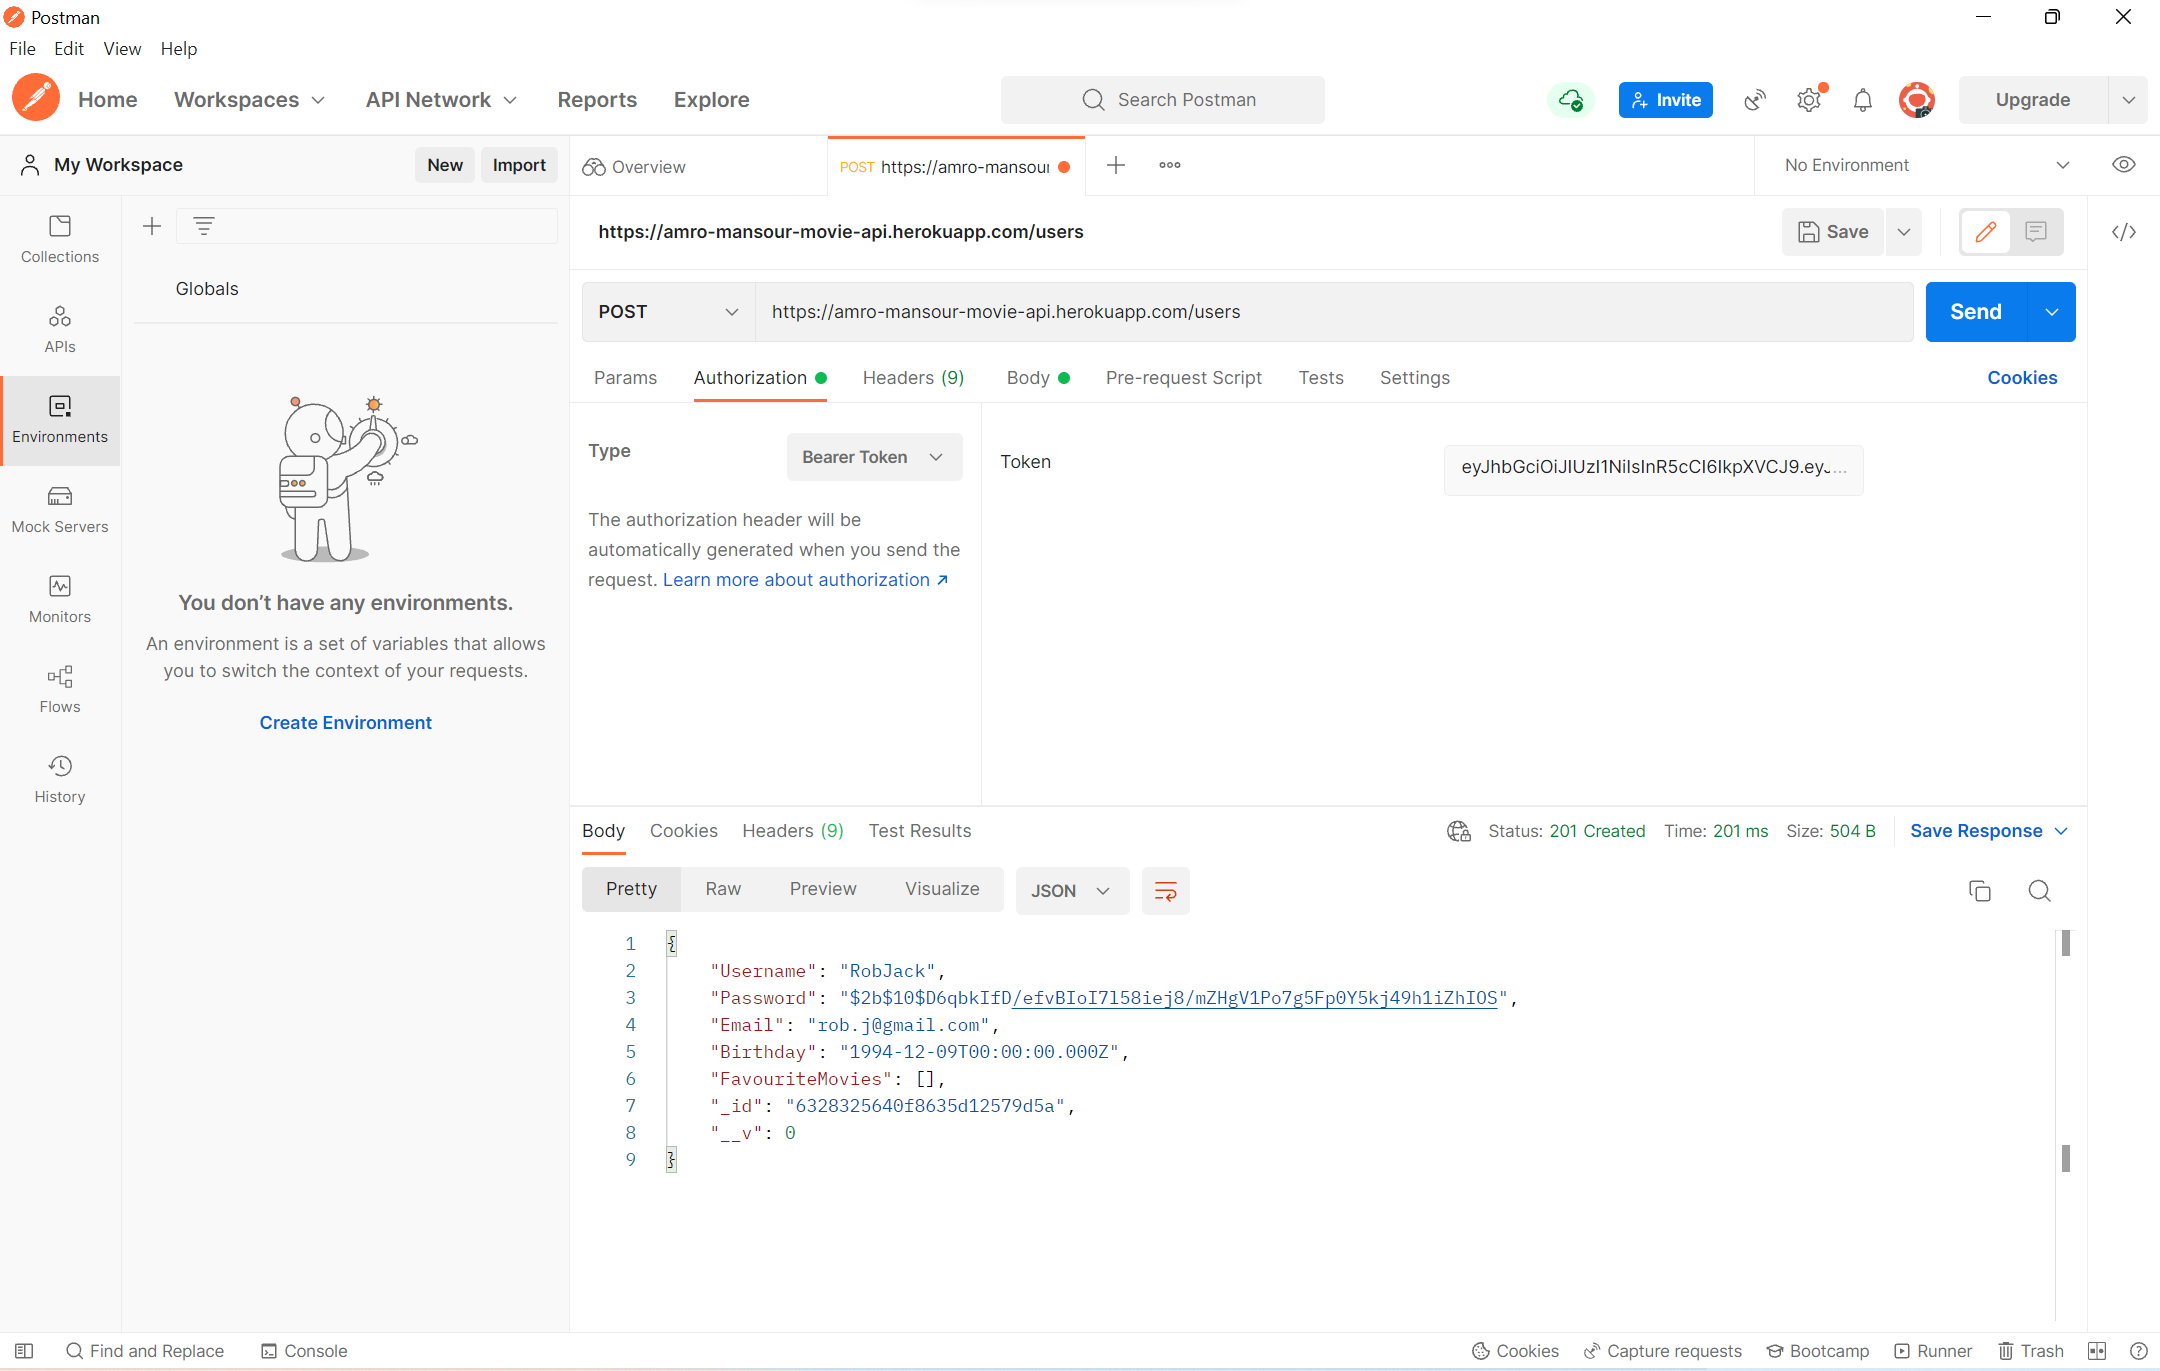 Postman
File Edit View Help
Home Workspaces API Network Reports Explore
Search Postman
Invite
Upgrade
My Workspace
New Import
Overview
POST https://amro-mansou
No Environment
Collections
APIs
Environments
Mock Servers
Monitors
Flows
History
Globals
You don’t have any environments.
An environment is a set of variables that allows
you to switch the context of your requests.
Create Environment
https://amro-mansour-movie-api.herokuapp.com/users
Save
POST
https://amro-mansour-movie-api.herokuapp.com/users
Send
Params Authorization Headers (9) Body Pre-request Script Tests Settings
Cookies
Type
Bearer Token
The authorization header will be
automatically generated when you send the
request. Learn more about authorization
Token
eyJhbGciOiJIUzI1NiIsInR5cCI6IkpXVCJ9.eyJ...
Body Cookies Headers (9) Test Results
Status: 201 Created Time: 201 ms Size: 504 B
Save Response
Pretty Raw Preview Visualize
JSON
1 {
2 "Username": "RobJack",
3 "Password": "$2b$10$D6qbkIfD/efvBIoI7l58iej8/mZHgV1Po7g5Fp0Y5kj49h1iZhIOS",
4 "Email": "rob.j@gmail.com",
5 "Birthday": "1994-12-09T00:00:00.000Z",
6 "FavouriteMovies": [],
7 "_id": "6328325640f8635d12579d5a",
8 "__v": 0
9 }
Find and Replace Console
Cookies Capture requests Bootcamp Runner Trash